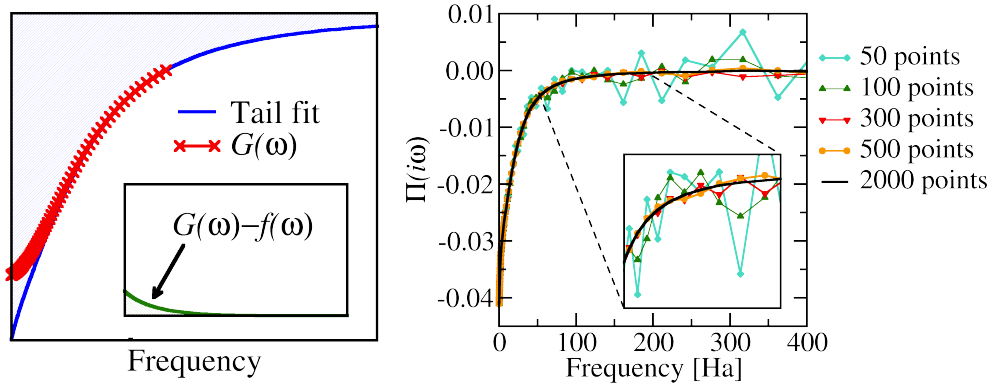 Tail fit
G(ω)
G(ω)−f(ω)
Frequency
0.01
0.00
-0.01
-0.02
-0.03
-0.04
Π(iω)
0
100
200
300
400
Frequency [Ha]
50 points
100 points
300 points
500 points
2000 points